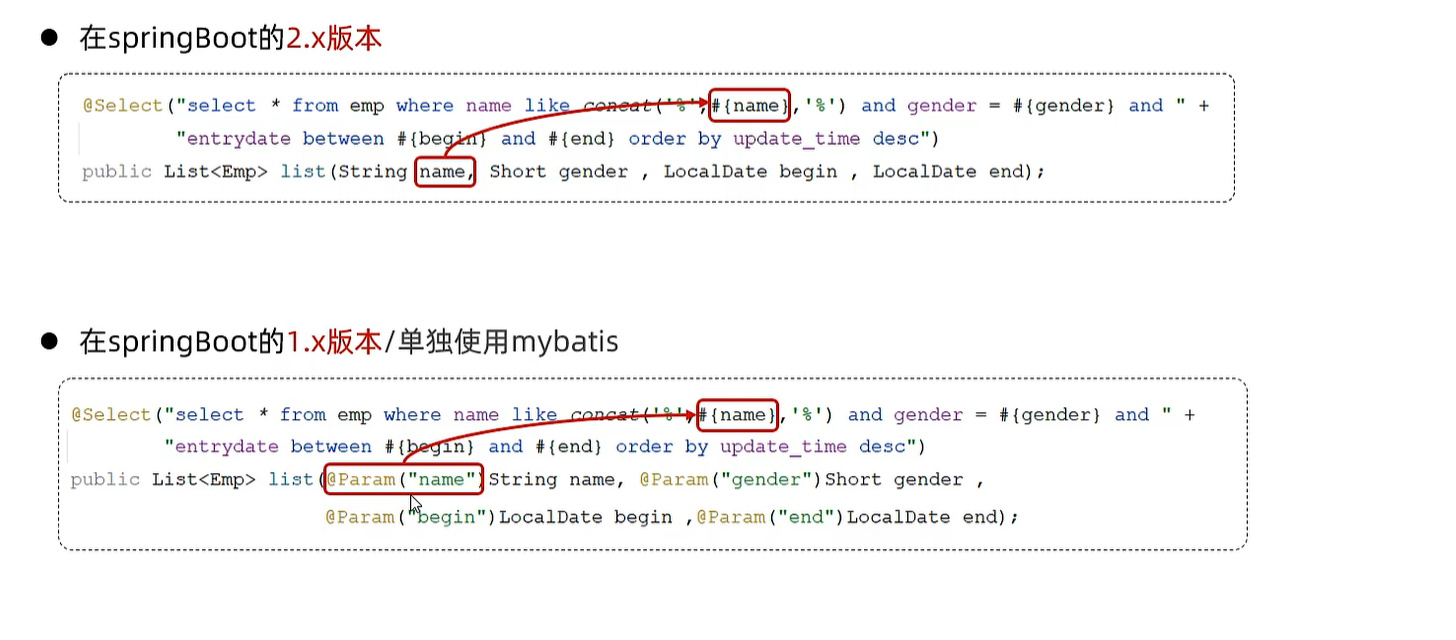 在springBoot的2.x版本
@Select("select * from emp where name like concat('%',#{name},'%') and gender = #{gender} and " +
"entrydate between #{begin} and #{end} order by update_time desc")
public List<Emp> list(String name, Short gender , LocalDate begin , LocalDate end);
在springBoot的1.x版本/单独使用mybatis
@Select("select * from emp where name like concat('%',#{name},'%') and gender = #{gender} and " +
"entrydate between #{begin} and #{end} order by update_time desc")
public List<Emp> list(@Param("name")String name, @Param("gender")Short gender ,
@Param("begin")LocalDate begin ,@Param("end")LocalDate end);